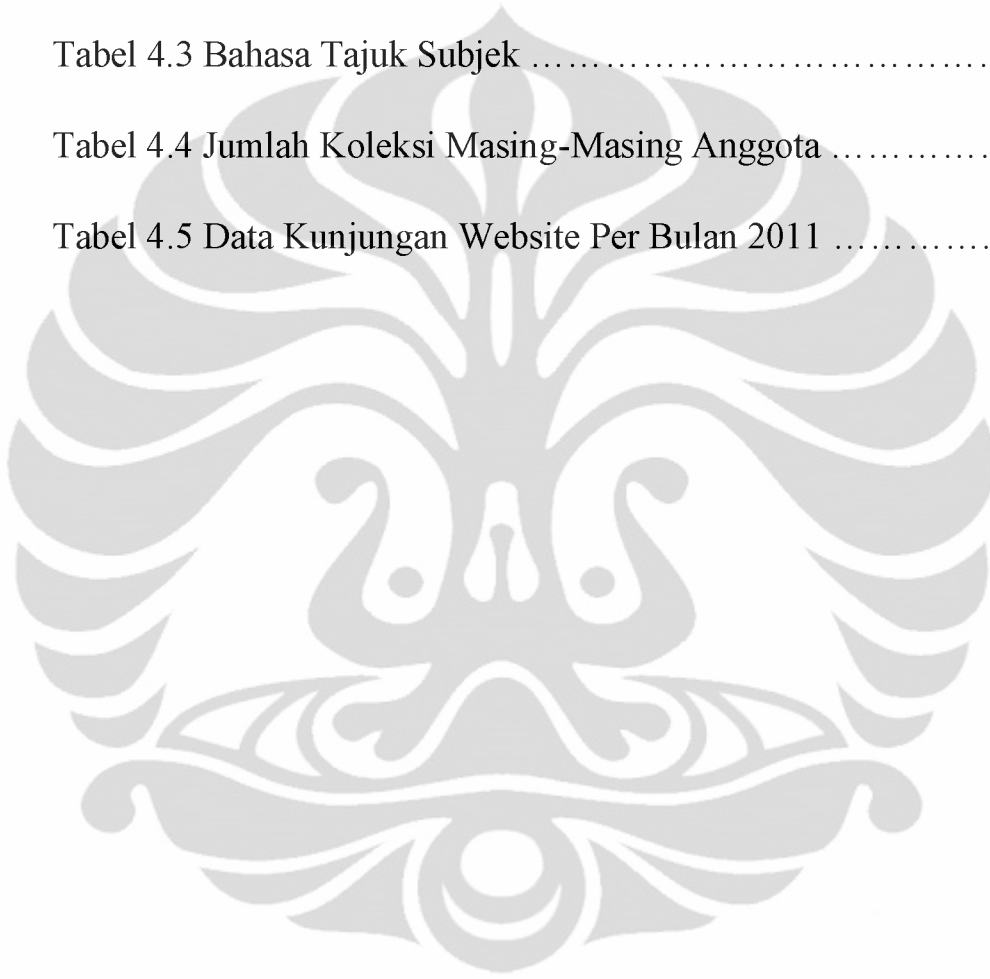 Tabel 4.3 Bahasa Tajuk Subjek ……………………………….
Tabel 4.4 Jumlah Koleksi Masing-Masing Anggota ………….
Tabel 4.5 Data Kunjungan Website Per Bulan 2011 ………….